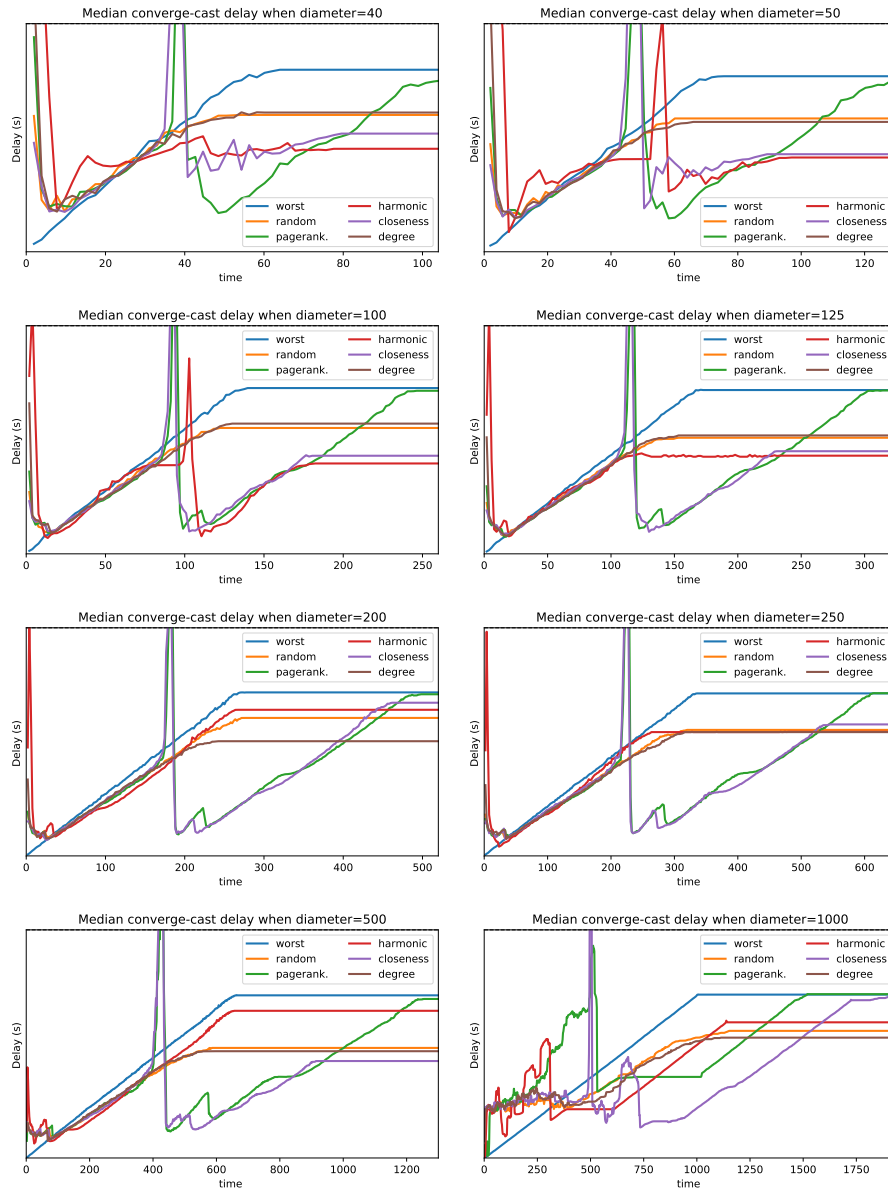 Median converge-cast delay when diameter=40
Delay (s)
worst harmonic
random closeness
pagerank. degree
0 20 40 60 80 100
time
Median converge-cast delay when diameter=50
Delay (s)
worst harmonic
random closeness
pagerank. degree
0 20 40 60 80 100 120
time
Median converge-cast delay when diameter=100
Delay (s)
worst harmonic
random closeness
pagerank. degree
0 50 100 150 200 250
time
Median converge-cast delay when diameter=125
Delay (s)
worst harmonic
random closeness
pagerank. degree
0 50 100 150 200 250 300
time
Median converge-cast delay when diameter=200
Delay (s)
worst harmonic
random closeness
pagerank. degree
0 100 200 300 400 500
time
Median converge-cast delay when diameter=250
Delay (s)
worst harmonic
random closeness
pagerank. degree
0 100 200 300 400 500 600
time
Median converge-cast delay when diameter=500
Delay (s)
worst harmonic
random closeness
pagerank. degree
0 200 400 600 800 1000 1200
time
Median converge-cast delay when diameter=1000
Delay (s)
worst harmonic
random closeness
pagerank. degree
0 250 500 750 1000 1250 1500 1750
time